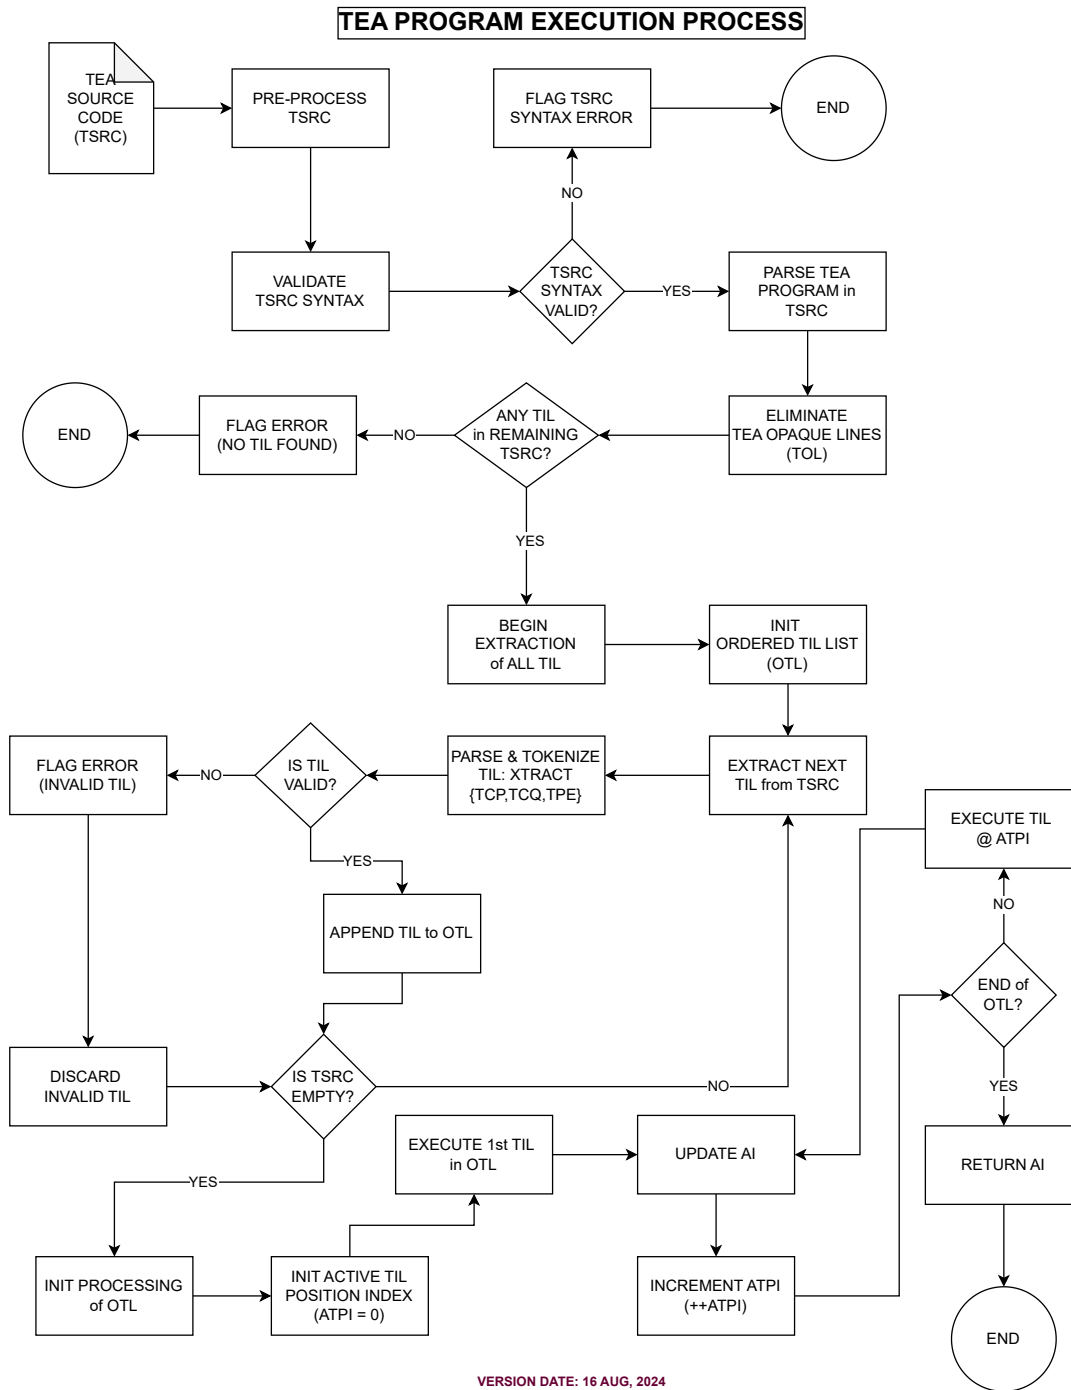 TEA PROGRAM EXECUTION PROCESS
TEA
SOURCE
CODE
(TSRC)
PRE-PROCESS
TSRC
FLAG TSRC
SYNTAX ERROR
END
NO
VALIDATE
TSRC SYNTAX
TSRC
SYNTAX
VALID?
YES
PARSE TEA
PROGRAM in
TSRC
END
FLAG ERROR
(NO TIL FOUND)
NO
ANY TIL
in REMAINING
TSRC?
ELIMINATE
TEA OPAQUE LINES
(TOL)
YES
BEGIN
EXTRACTION
of ALL TIL
INIT
ORDERED TIL LIST
(OTL)
FLAG ERROR
(INVALID TIL)
NO
IS TIL
VALID?
PARSE & TOKENIZE
TIL: XTRACT
{TCP,TCQ,TPE}
EXTRACT NEXT
TIL from TSRC
EXECUTE TIL
@ ATPI
YES
NO
APPEND TIL to OTL
END of
OTL?
DISCARD
INVALID TIL
IS TSRC
EMPTY?
NO
YES
EXECUTE 1st TIL
in OTL
UPDATE AI
RETURN AI
YES
INIT PROCESSING
of OTL
INIT ACTIVE TIL
POSITION INDEX
(ATPI = 0)
INCREMENT ATPI
(++ATPI)
END
VERSION DATE: 16 AUG, 2024